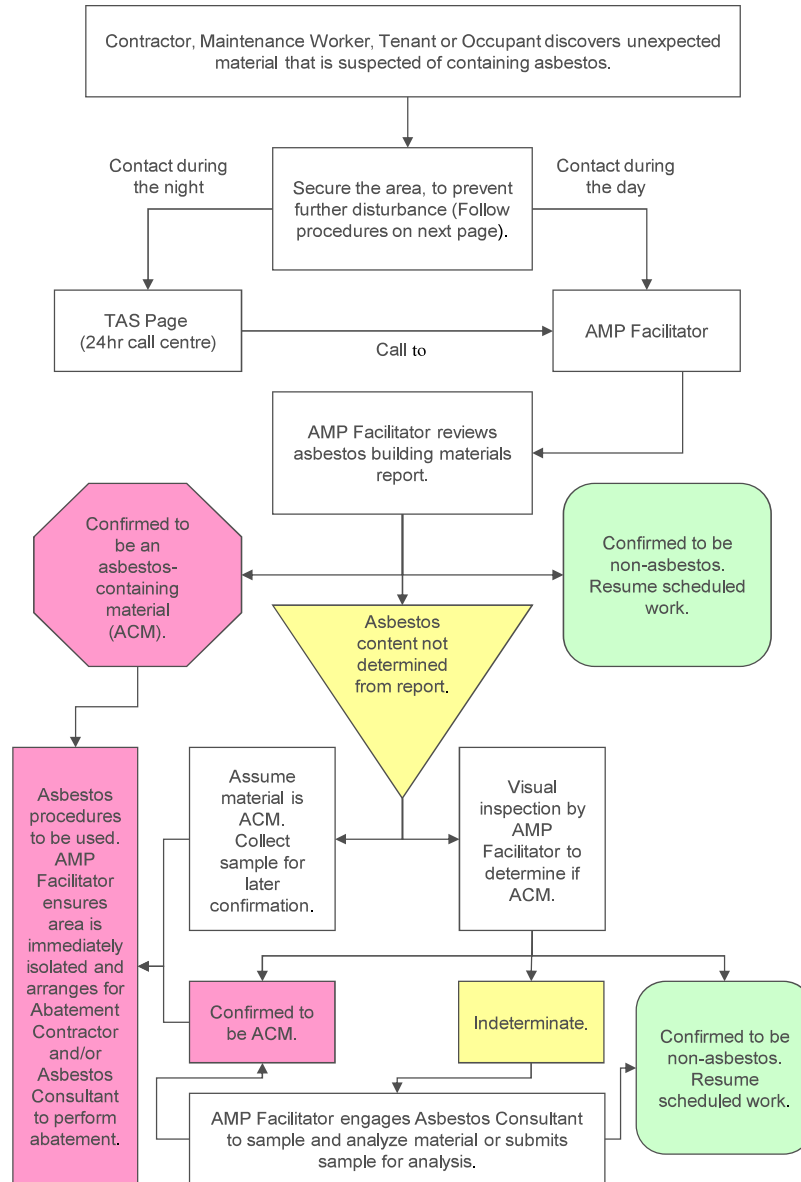 Contractor, Maintenance Worker, Tenant or Occupant discovers unexpected
material that is suspected of containing asbestos.
Contact during
the night
Secure the area, to prevent
further disturbance (Follow
procedures on next page).
Contact during
the day
TAS Page
(24hr call centre)
Call to
AMP Facilitator
AMP Facilitator reviews
asbestos building materials
report.
Confirmed to
be an
asbestos-
containing
material
(ACM).
Confirmed to be
non-asbestos.
Resume scheduled
work.
Asbestos
content not
determined
from report.
Asbestos
procedures
to be used.
AMP
Facilitator
ensures
area is
immediately
isolated and
arranges for
Abatement
Contractor
and/or
Asbestos
Consultant
to perform
abatement.
Assume
material is
ACM.
Collect
sample for
later
confirmation.
Visual
inspection by
AMP
Facilitator to
determine if
ACM.
Confirmed to
be ACM.
Indeterminate.
Confirmed to be
non-asbestos.
Resume
scheduled work.
AMP Facilitator engages Asbestos Consultant
to sample and analyze material or submits
sample for analysis.